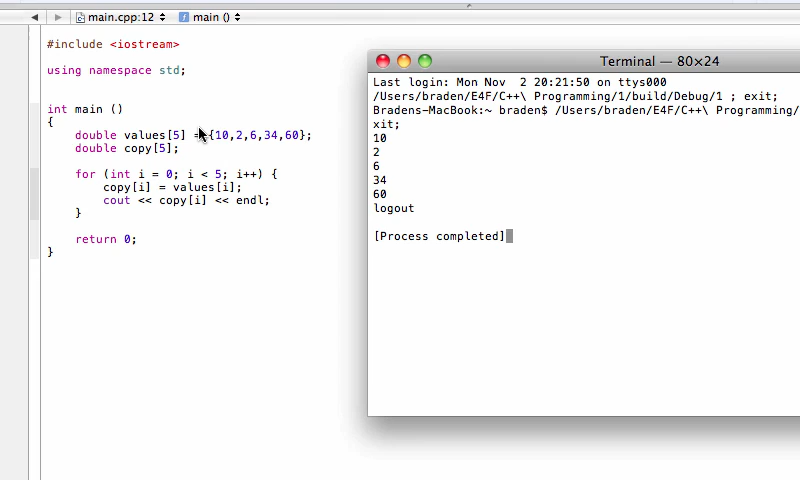 main.cpp:12 main ()
#include <iostream>
using namespace std;
int main ()
{
double values[5] = {10,2,6,34,60};
double copy[5];
for (int i = 0; i < 5; i++) {
copy[i] = values[i];
cout << copy[i] << endl;
}
return 0;
}
Terminal — 80×24
Last login: Mon Nov  2 20:21:50 on ttys000
/Users/braden/E4F/C++\ Programming/1/build/Debug/1 ; exit;
Bradens-MacBook:~ braden$ /Users/braden/E4F/C++\ Programming/
xit;
10
2
6
34
60
logout
[Process completed]